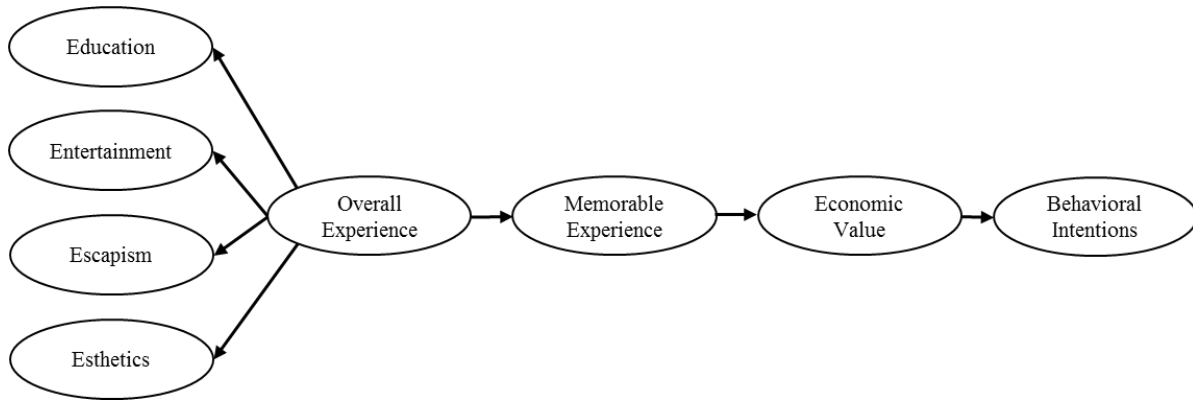 Education
Entertainment
Escapism
Esthetics
Overall
Experience
Memorable
Experience
Economic
Value
Behavioral
Intentions